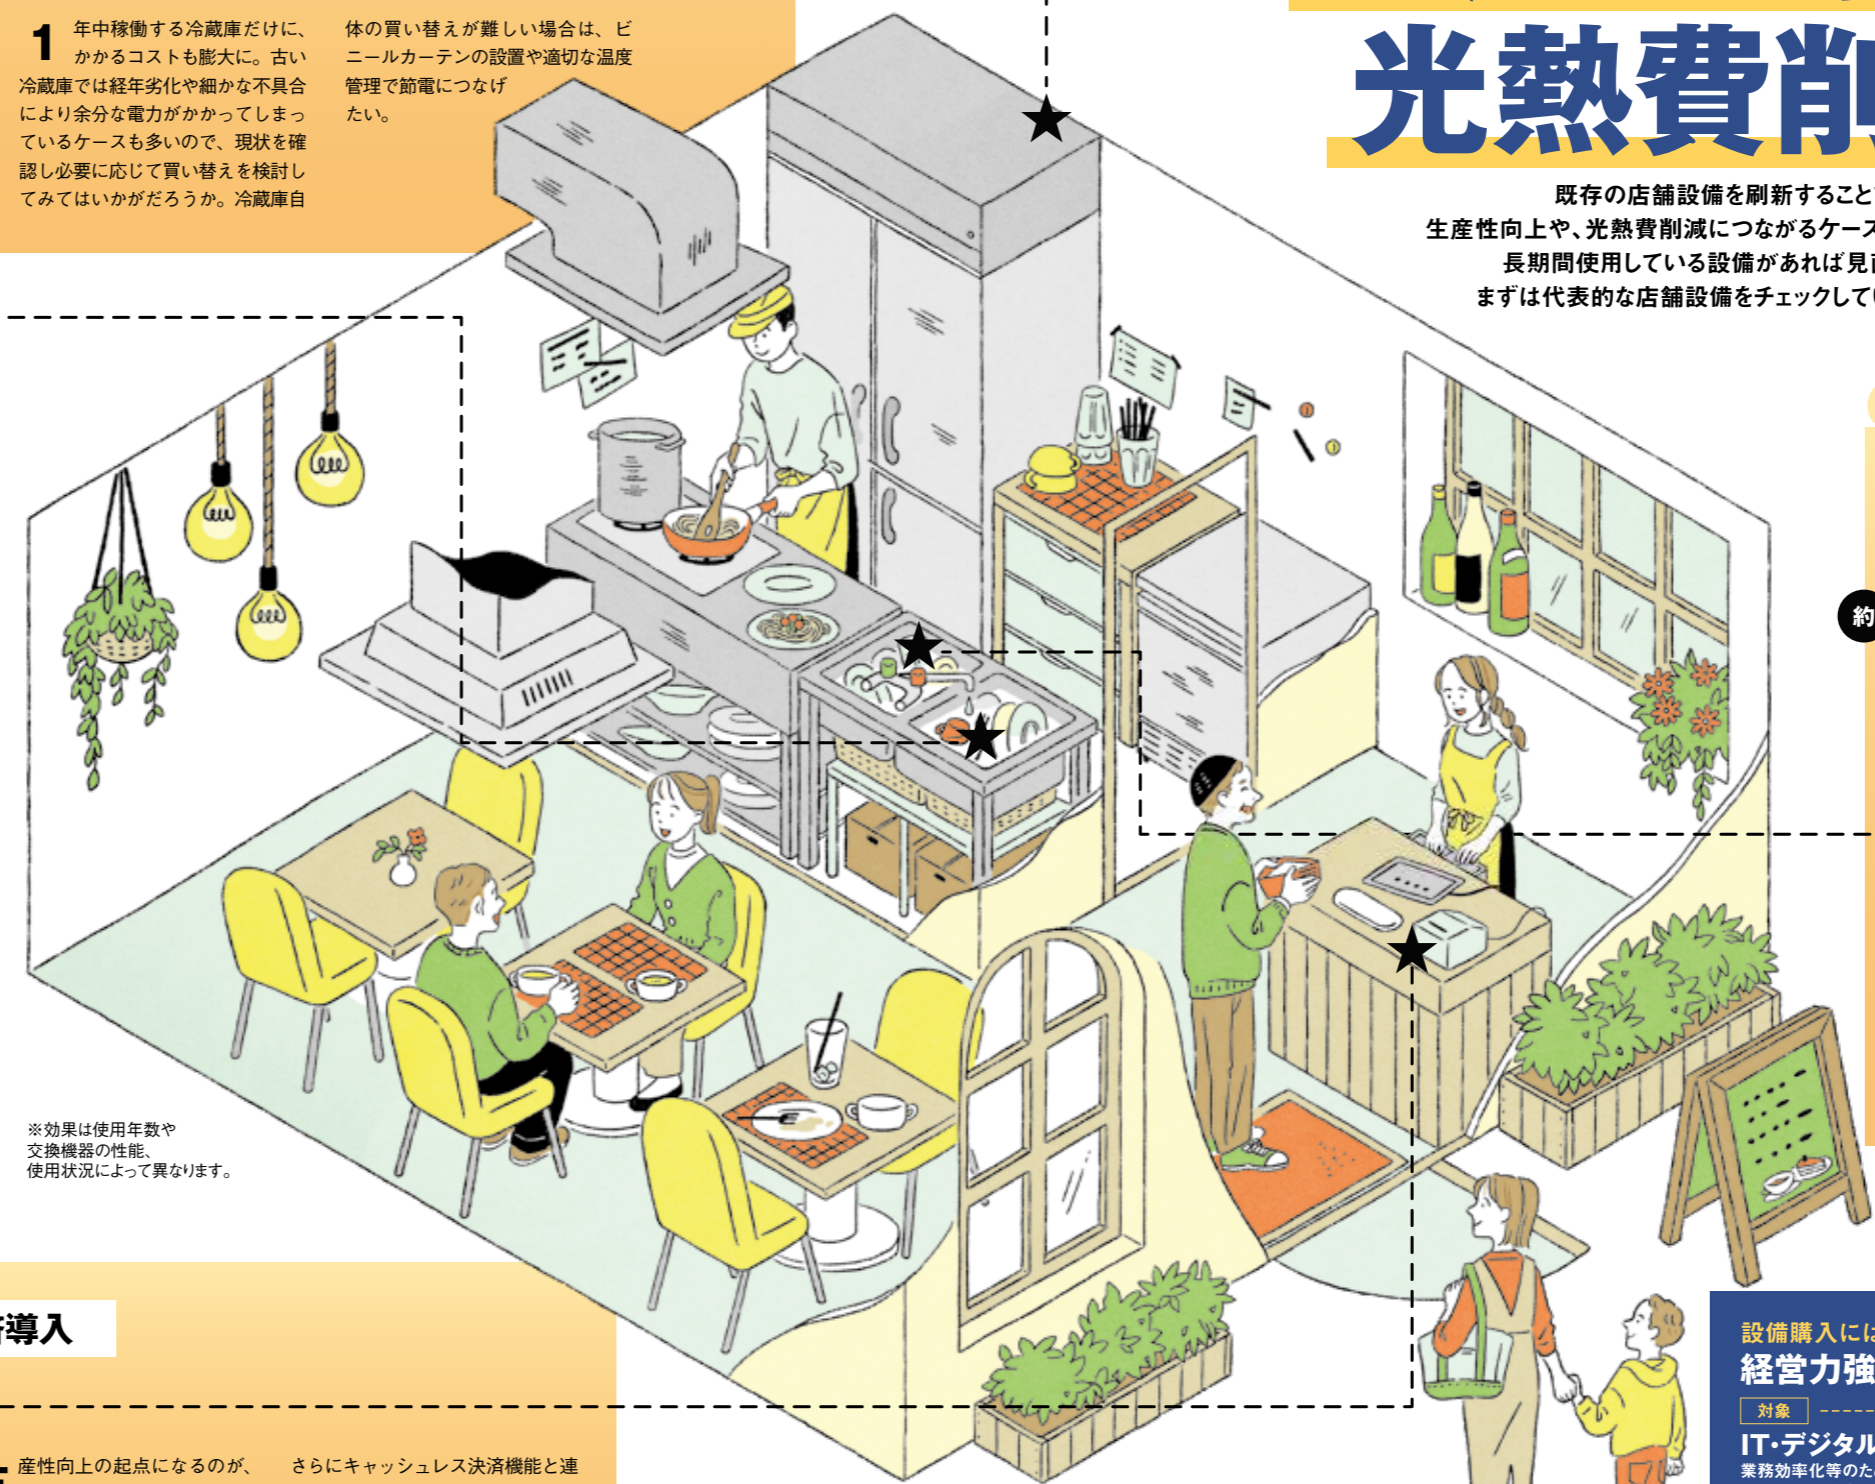 1 年中稼働する冷蔵庫だけに、
かかるコストも膨大に。古い
冷蔵庫では経年劣化や細かな不具合
により余分な電力がかかってしまっ
ているケースも多いので、現状を確
認し必要に応じて買い替えを検討し
てみてはいかがだろうか。冷蔵庫自
体の買い替えが難しい場合は、ビ
ニールカーテンの設置や適切な温度
管理で節電につなげ
たい。
光熱費削
既存の店舗設備を刷新すること
生産性向上や、光熱費削減につながるケース
長期間使用している設備があれば見
まずは代表的な店舗設備をチェックして
約
※効果は使用年数や
交換機器の性能、
使用状況によって異なります。
導入
産性向上の起点になるのが、
さらにキャッシュレス決済機能と連
設備購入に
経営力強
対象
IT・デジタル
業務効率化等のた